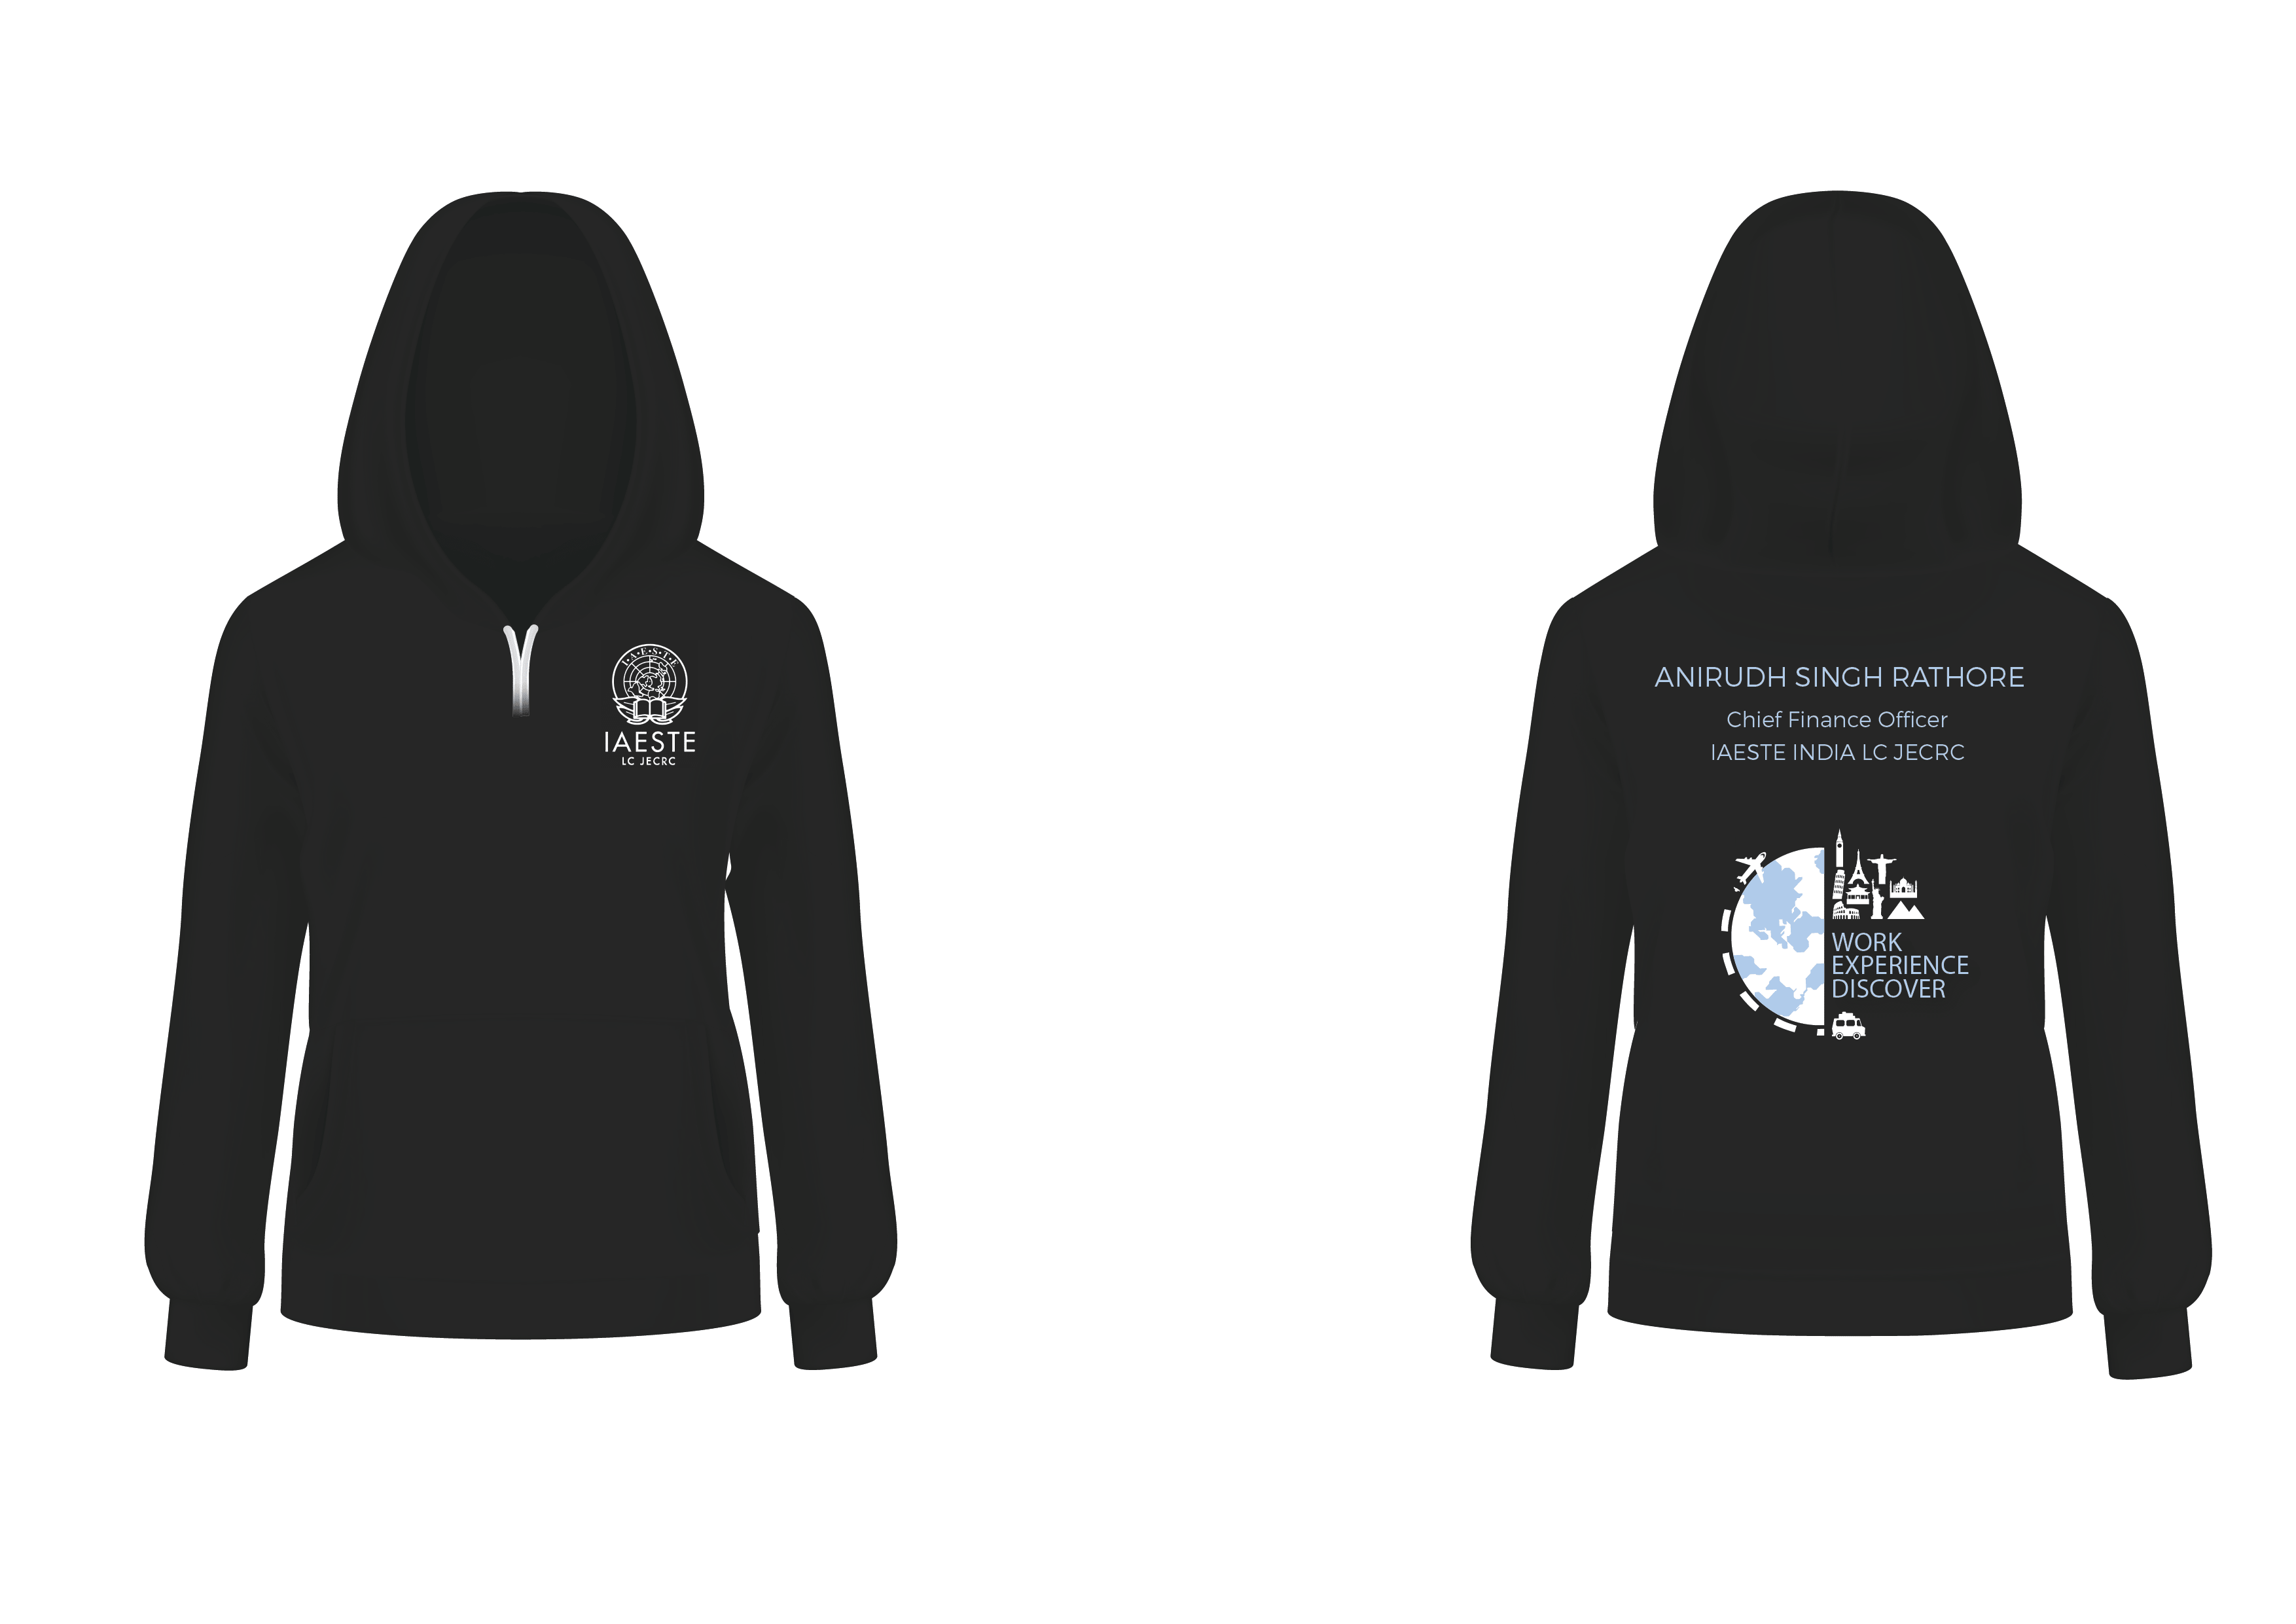 I·A·E·S·T·E
IAESTE
LC JECRC
ANIRUDH SINGH RATHORE
Chief Finance Officer
IAESTE INDIA LC JECRC
WORK
EXPERIENCE
DISCOVER